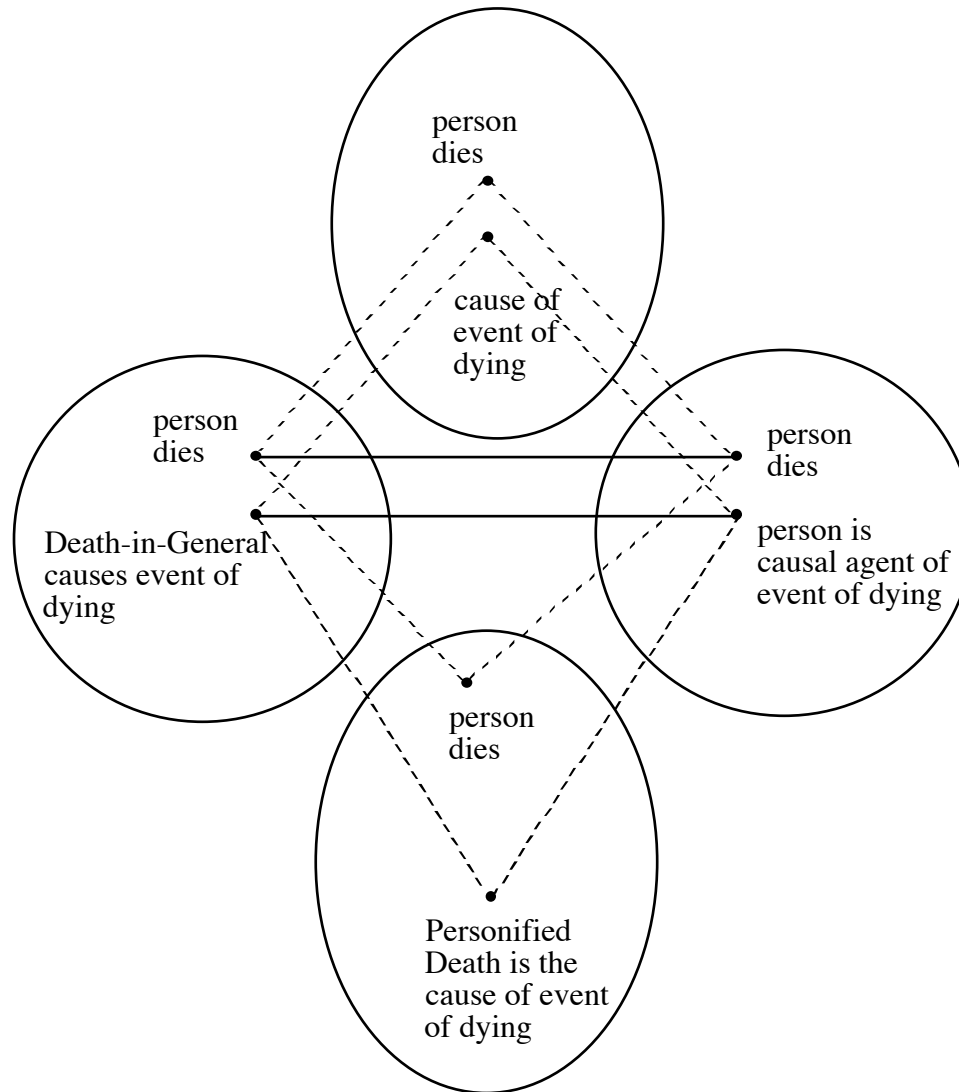 person
dies
cause of
event of
dying
person
dies
Death-in-General
causes event of
dying
person
dies
person is
causal agent of
event of dying
person
dies
Personified
Death is the
cause of event
of dying